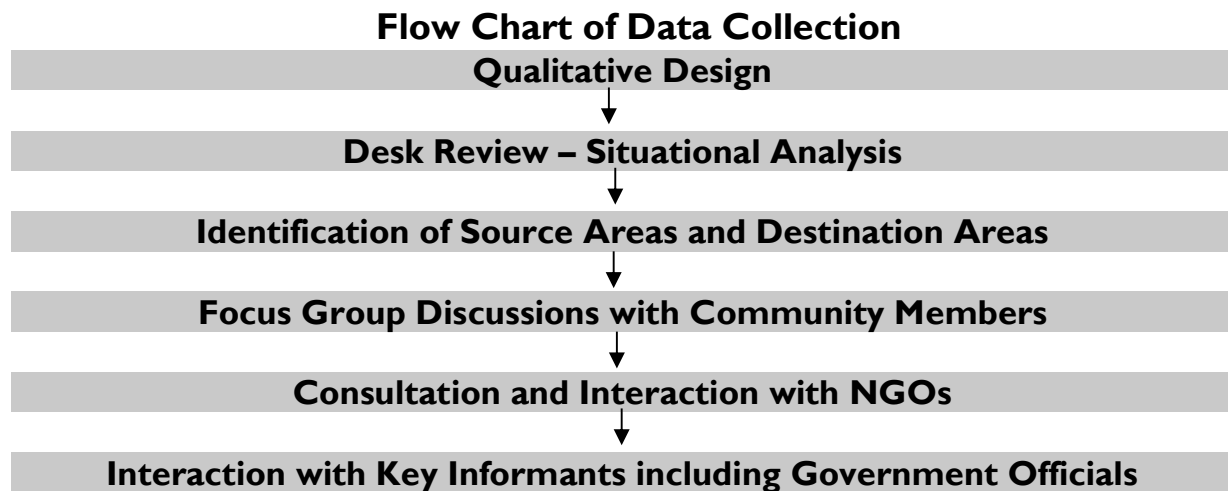 Flow Chart of Data Collection
Qualitative Design
Desk Review – Situational Analysis
Identification of Source Areas and Destination Areas
Focus Group Discussions with Community Members
Consultation and Interaction with NGOs
Interaction with Key Informants including Government Officials